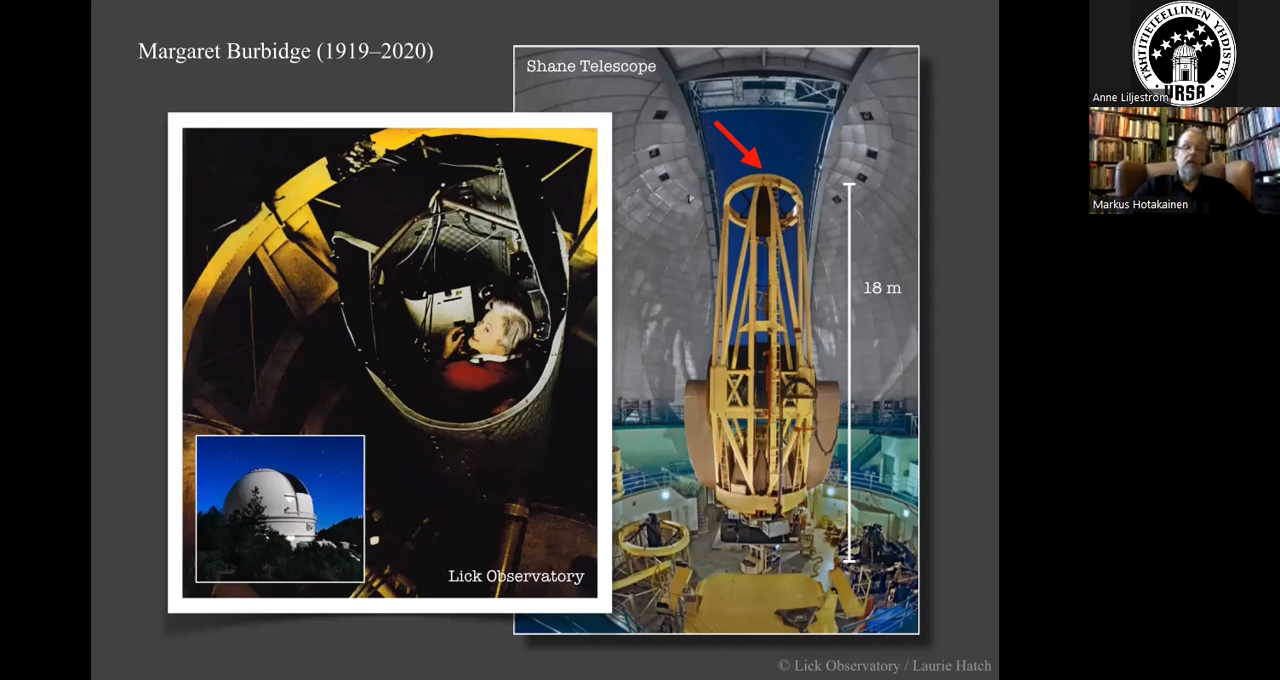 Margaret Burbidge (1919–2020)
Shane Telescope
18 m
Lick Observatory
© Lick Observatory / Laurie Hatch
TÄHTITIETEELLINEN YHDISTYS
URSA
Anne Liljeström
Markus Hotakainen